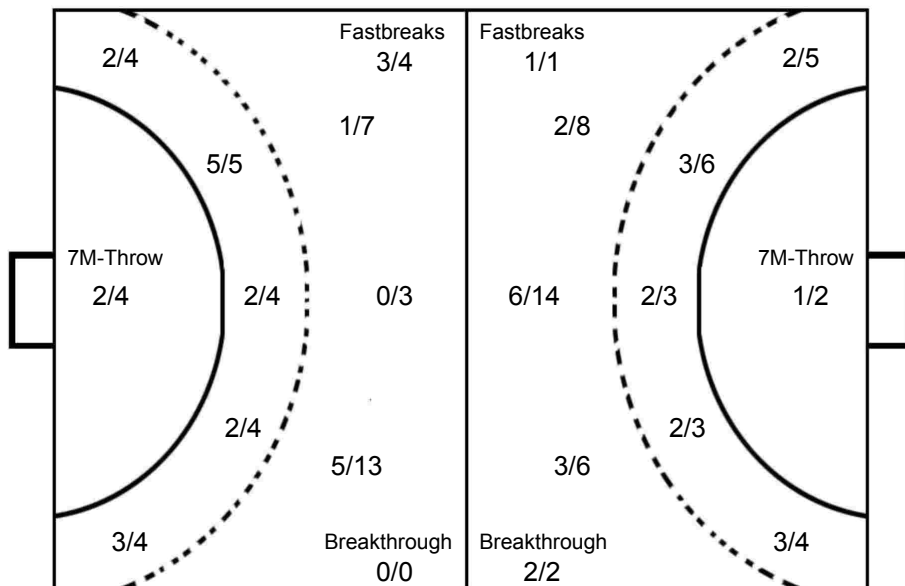 Fastbreaks Fastbreaks
2/4 3/4 1/1 2/5
1/7 2/8
5/5 3/6
7M-Throw 7M-Throw
2/4 2/4 0/3 6/14 2/3 1/2
2/4 2/3
5/13 3/6
3/4 Breakthrough Breakthrough 3/4
0/0 2/2